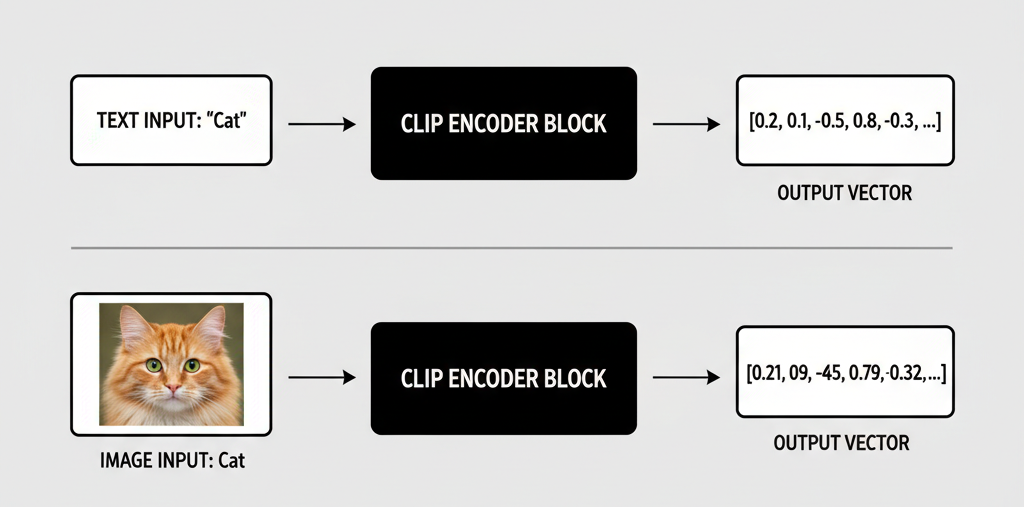 TEXT INPUT: “Cat”
CLIP ENCODER BLOCK
[0.2, 0.1, -0.5, 0.8, -0.3, ...]
OUTPUT VECTOR
CLIP ENCODER BLOCK
[0.21, 09, -45, 0.79,-0.32,...]
IMAGE INPUT: Cat
OUTPUT VECTOR